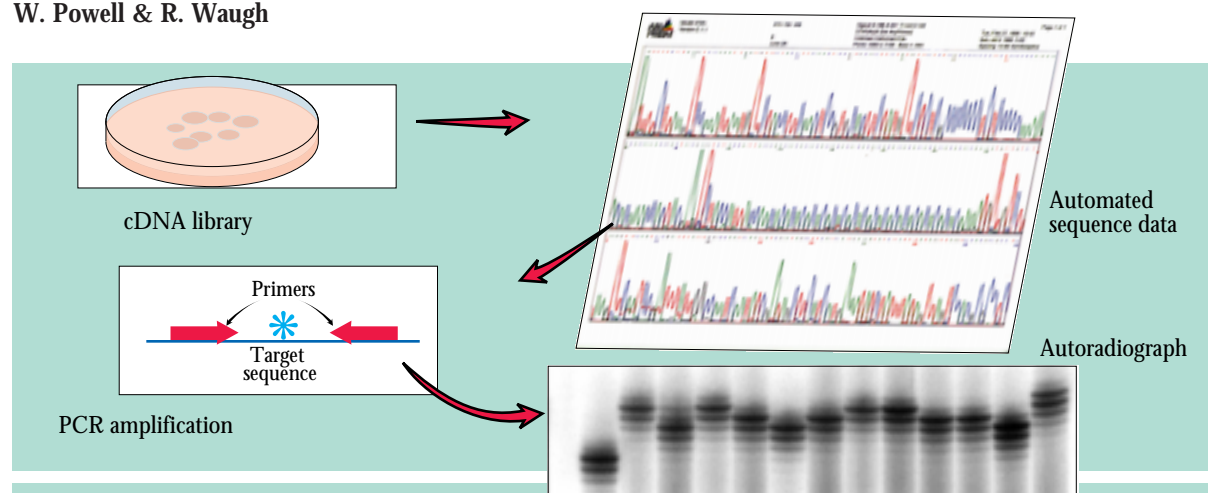 W. Powell & R. Waugh
cDNA library
Automated
sequence data
Primers
Target
sequence
Autoradiograph
PCR amplification